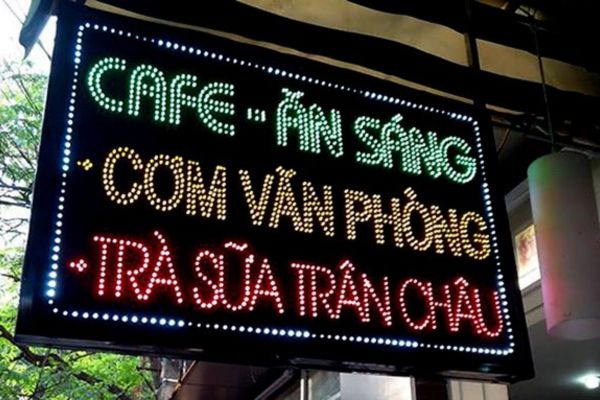 CAFE - ĂN SÁNG
COM VĂN PHÒNG
TRÀ SỮA TRÂN CHÂU